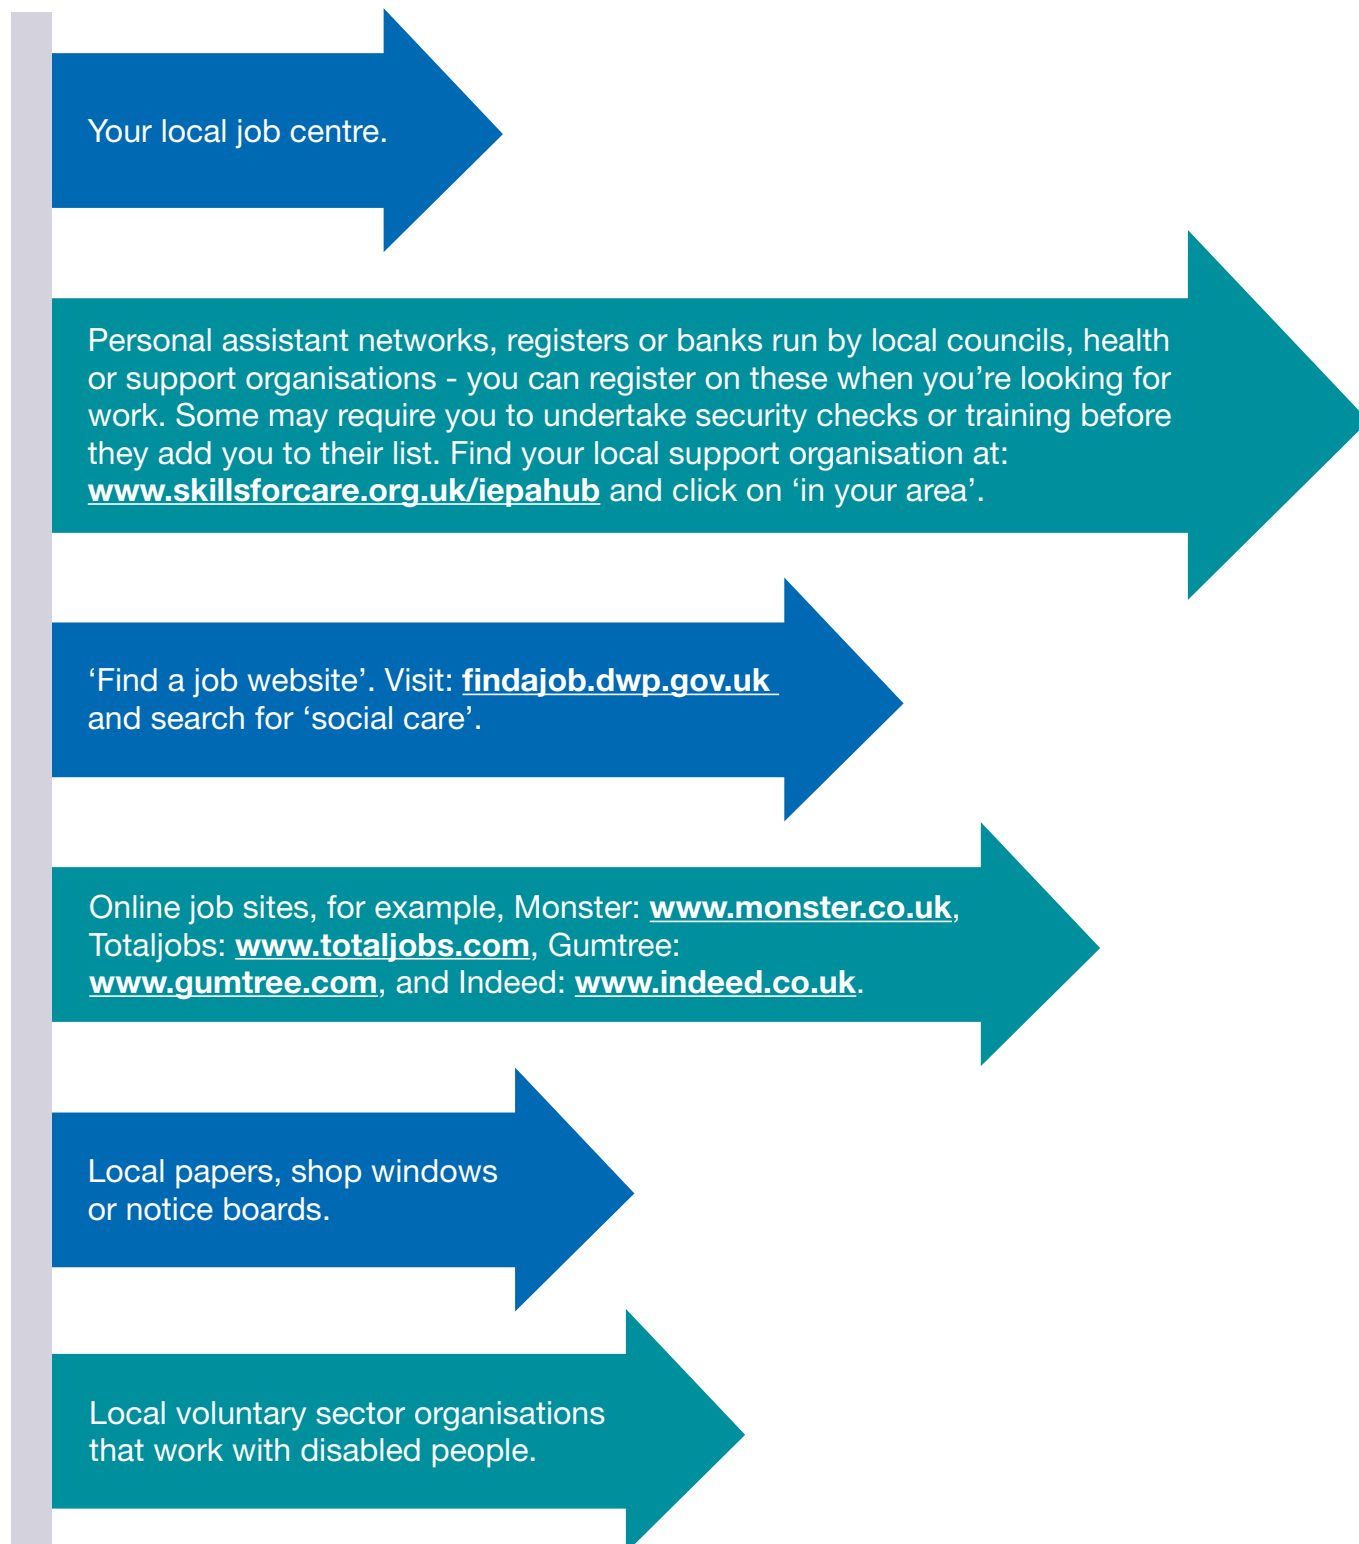 Your local job centre.
Personal assistant networks, registers or banks run by local councils, health
or support organisations - you can register on these when you’re looking for
work. Some may require you to undertake security checks or training before
they add you to their list. Find your local support organisation at:
www.skillsforcare.org.uk/iepahub and click on ‘in your area’.
‘Find a job website’. Visit: findajob.dwp.gov.uk
and search for ‘social care’.
Online job sites, for example, Monster: www.monster.co.uk,
Totaljobs: www.totaljobs.com, Gumtree:
www.gumtree.com, and Indeed: www.indeed.co.uk.
Local papers, shop windows
or notice boards.
Local voluntary sector organisations
that work with disabled people.